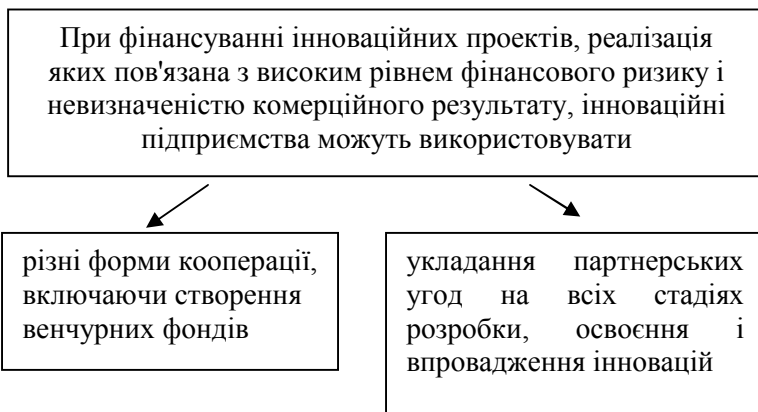 При фінансуванні інноваційних проектів, реалізація
яких пов'язана з високим рівнем фінансового ризику і
невизначеністю комерційного результату, інноваційні
підприємства можуть використовувати
різні форми кооперації,
включаючи створення
венчурних фондів
укладання партнерських
угод на всіх стадіях
розробки, освоєння і
впровадження інновацій